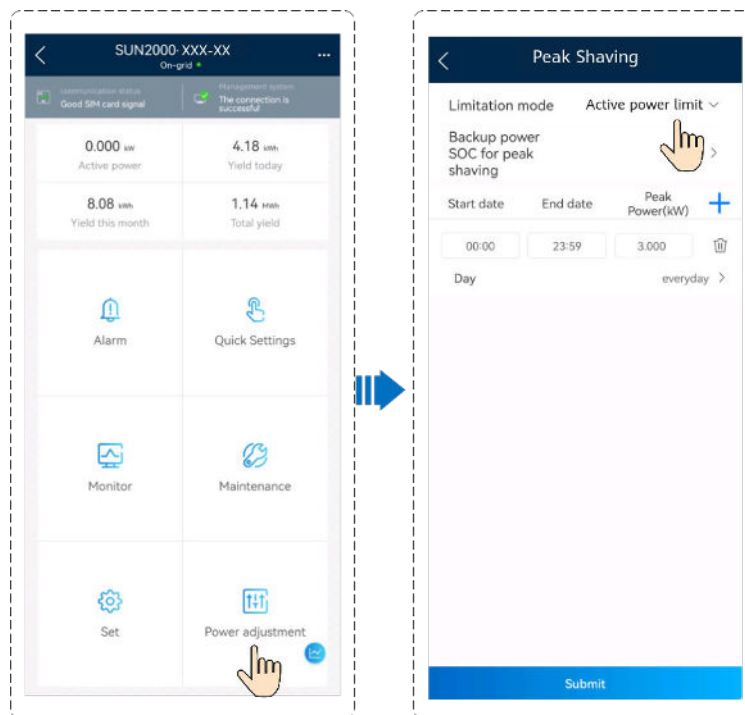 SUN2000-XXX-XX
On-grid
communication status
Good SIM card signal
Management system
The connection is
successful
0.000 kW
Active power
4.18 kWh
Yield today
8.08 kWh
Yield this month
1.14 MWh
Total yield
Alarm
Quick Settings
Monitor
Maintenance
Set
Power adjustment
Peak Shaving
Limitation mode
Active power limit
Backup power
SOC for peak
shaving
Start date
End date
Peak
Power(kW)
00:00
23:59
3.000
Day
everyday
Submit